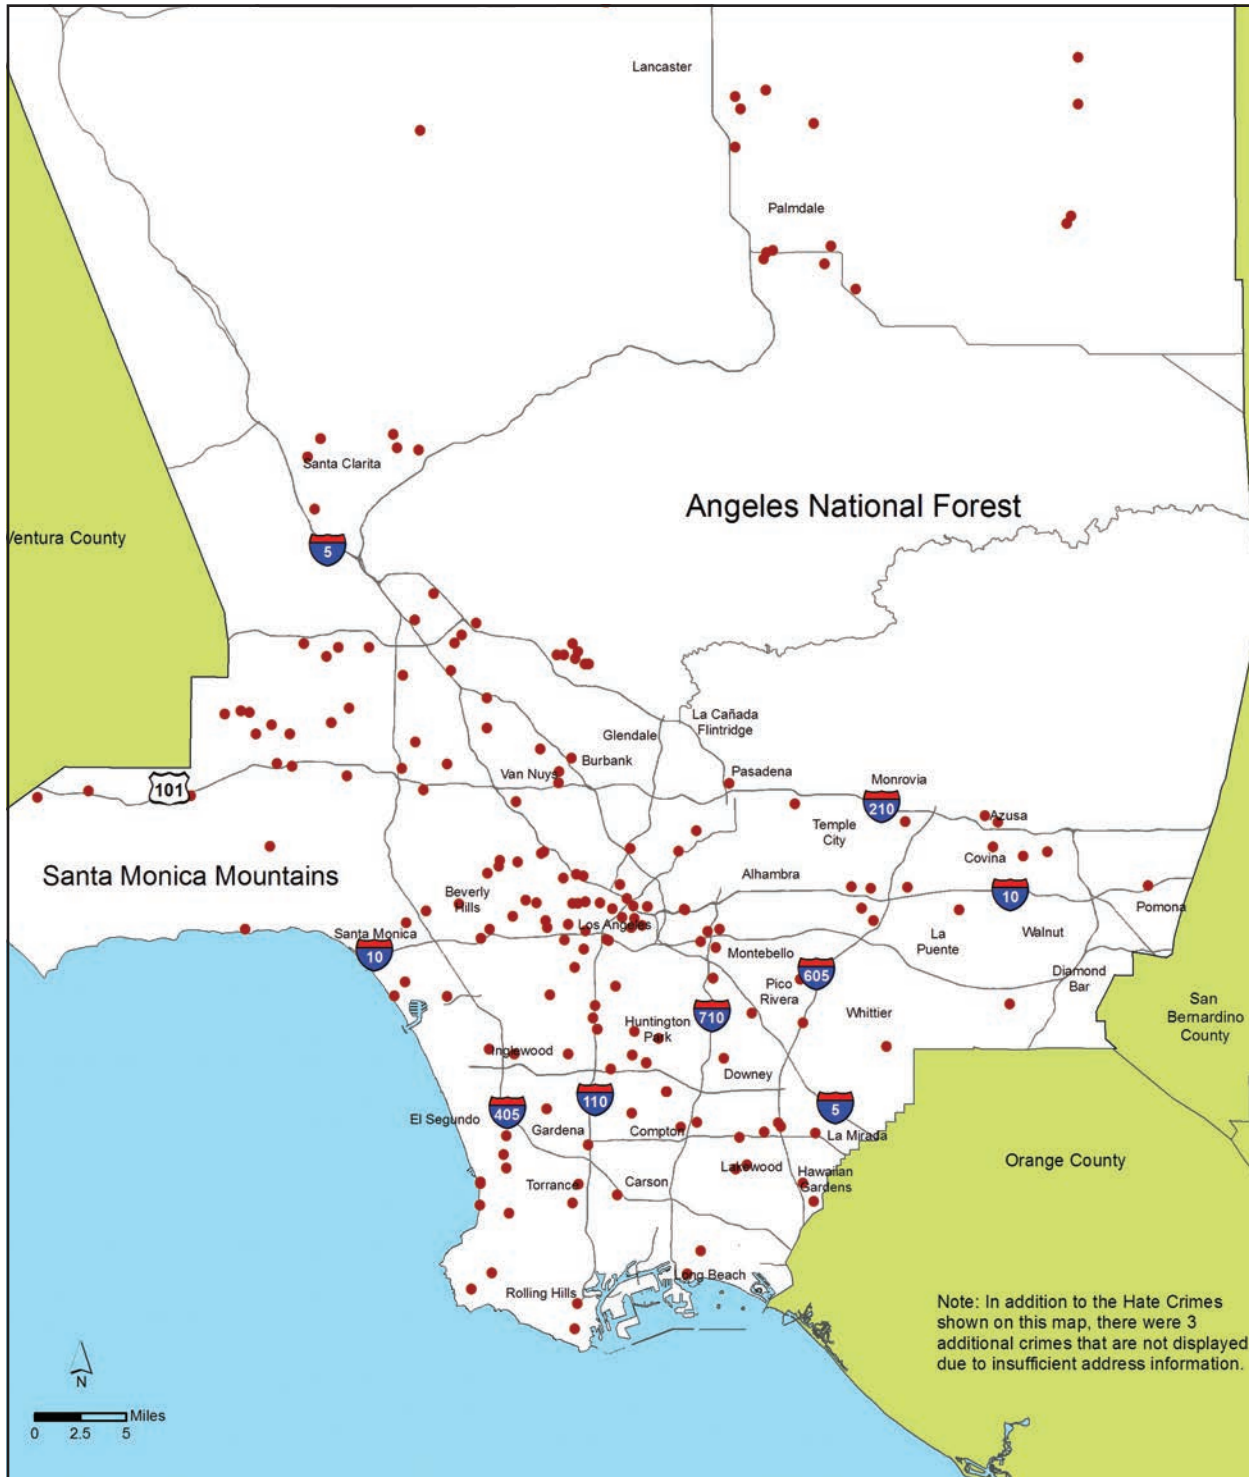 Lancaster
Palmdale
Santa Clarita
Angeles National Forest
Ventura County
5
La Cañada
Flintridge
Glendale
Burbank
Van Nuys
Pasadena
Monrovia
101
210
Azusa
Temple
City
Covina
Santa Monica Mountains
Alhambra
Beverly
Hills
10
Pomona
Los Angeles
Santa Monica
La
Puente
Walnut
10
Montebello
605
Diamond
Bar
Pico
Rivera
San
Bernardino
County
710
Whittier
Huntington
Park
Inglewood
Downey
110
405
5
El Segundo
Gardena
Compton
La Mirada
Orange County
Lakewood
Hawaiian
Gardens
Torrance
Carson
Long Beach
Rolling Hills
Note: In addition to the Hate Crimes
shown on this map, there were 3
additional crimes that are not displayed
due to insufficient address information.
N
Miles
0 2.5 5